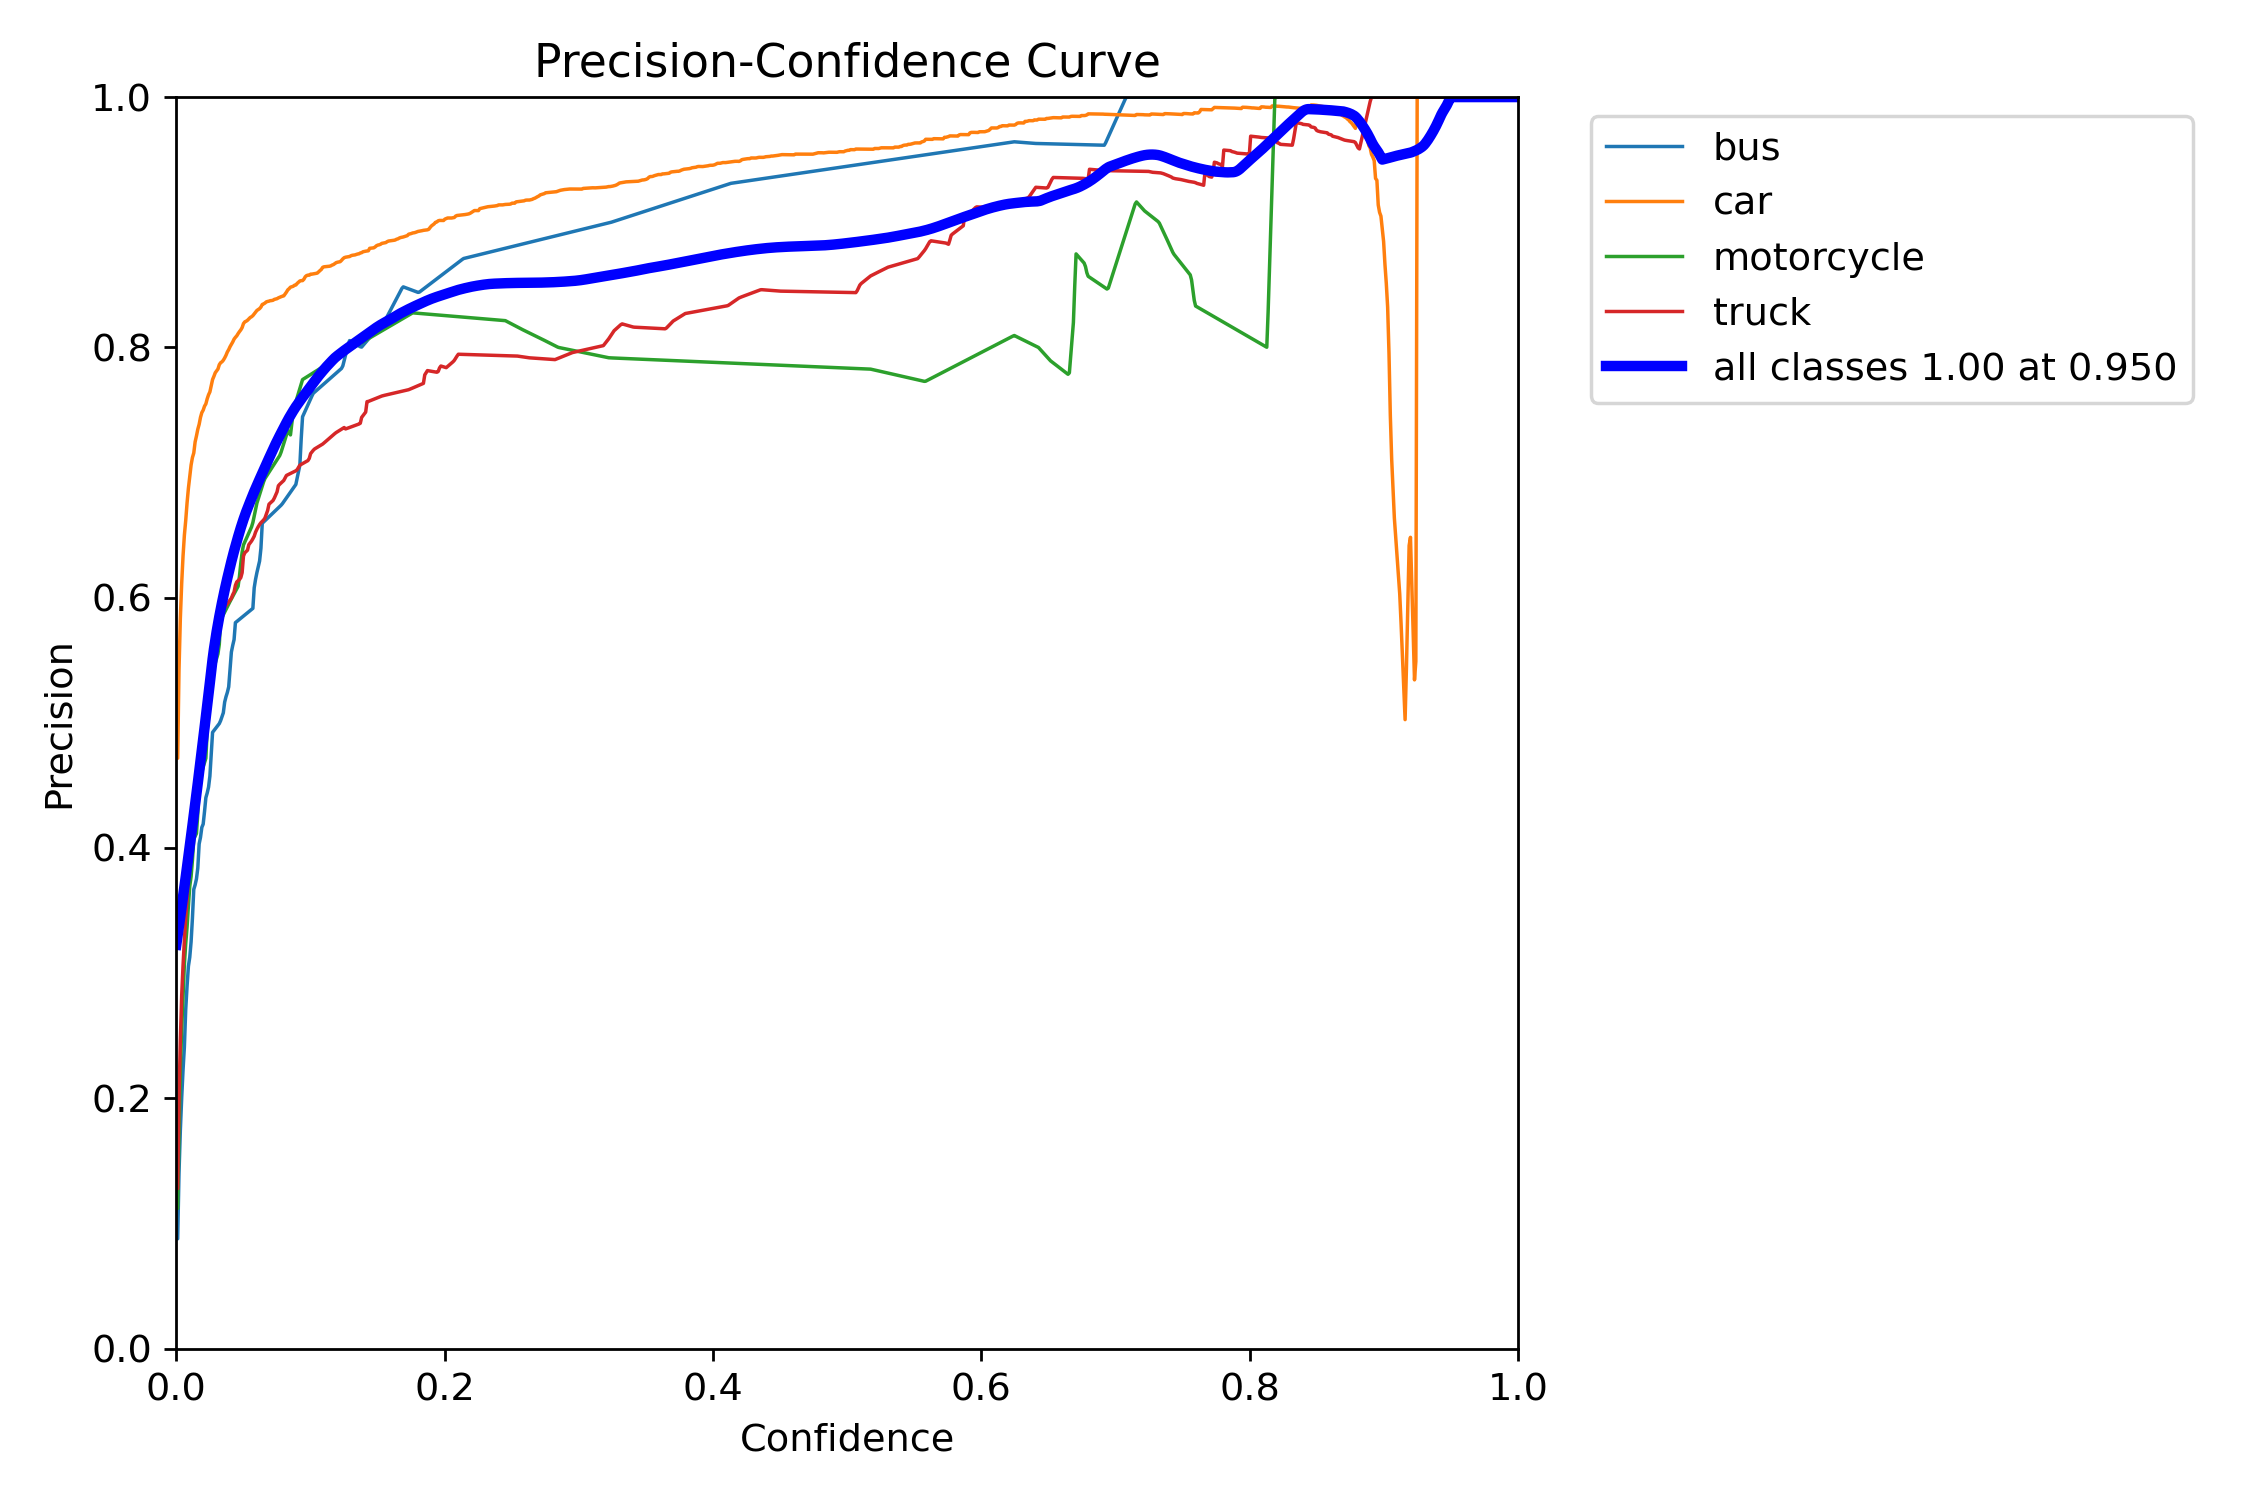 Precision-Confidence Curve
1.0
0.8
0.6
0.4
0.2
0.0
Precision
0.0 0.2 0.4 0.6 0.8 1.0
Confidence
bus
car
motorcycle
truck
all classes 1.00 at 0.950